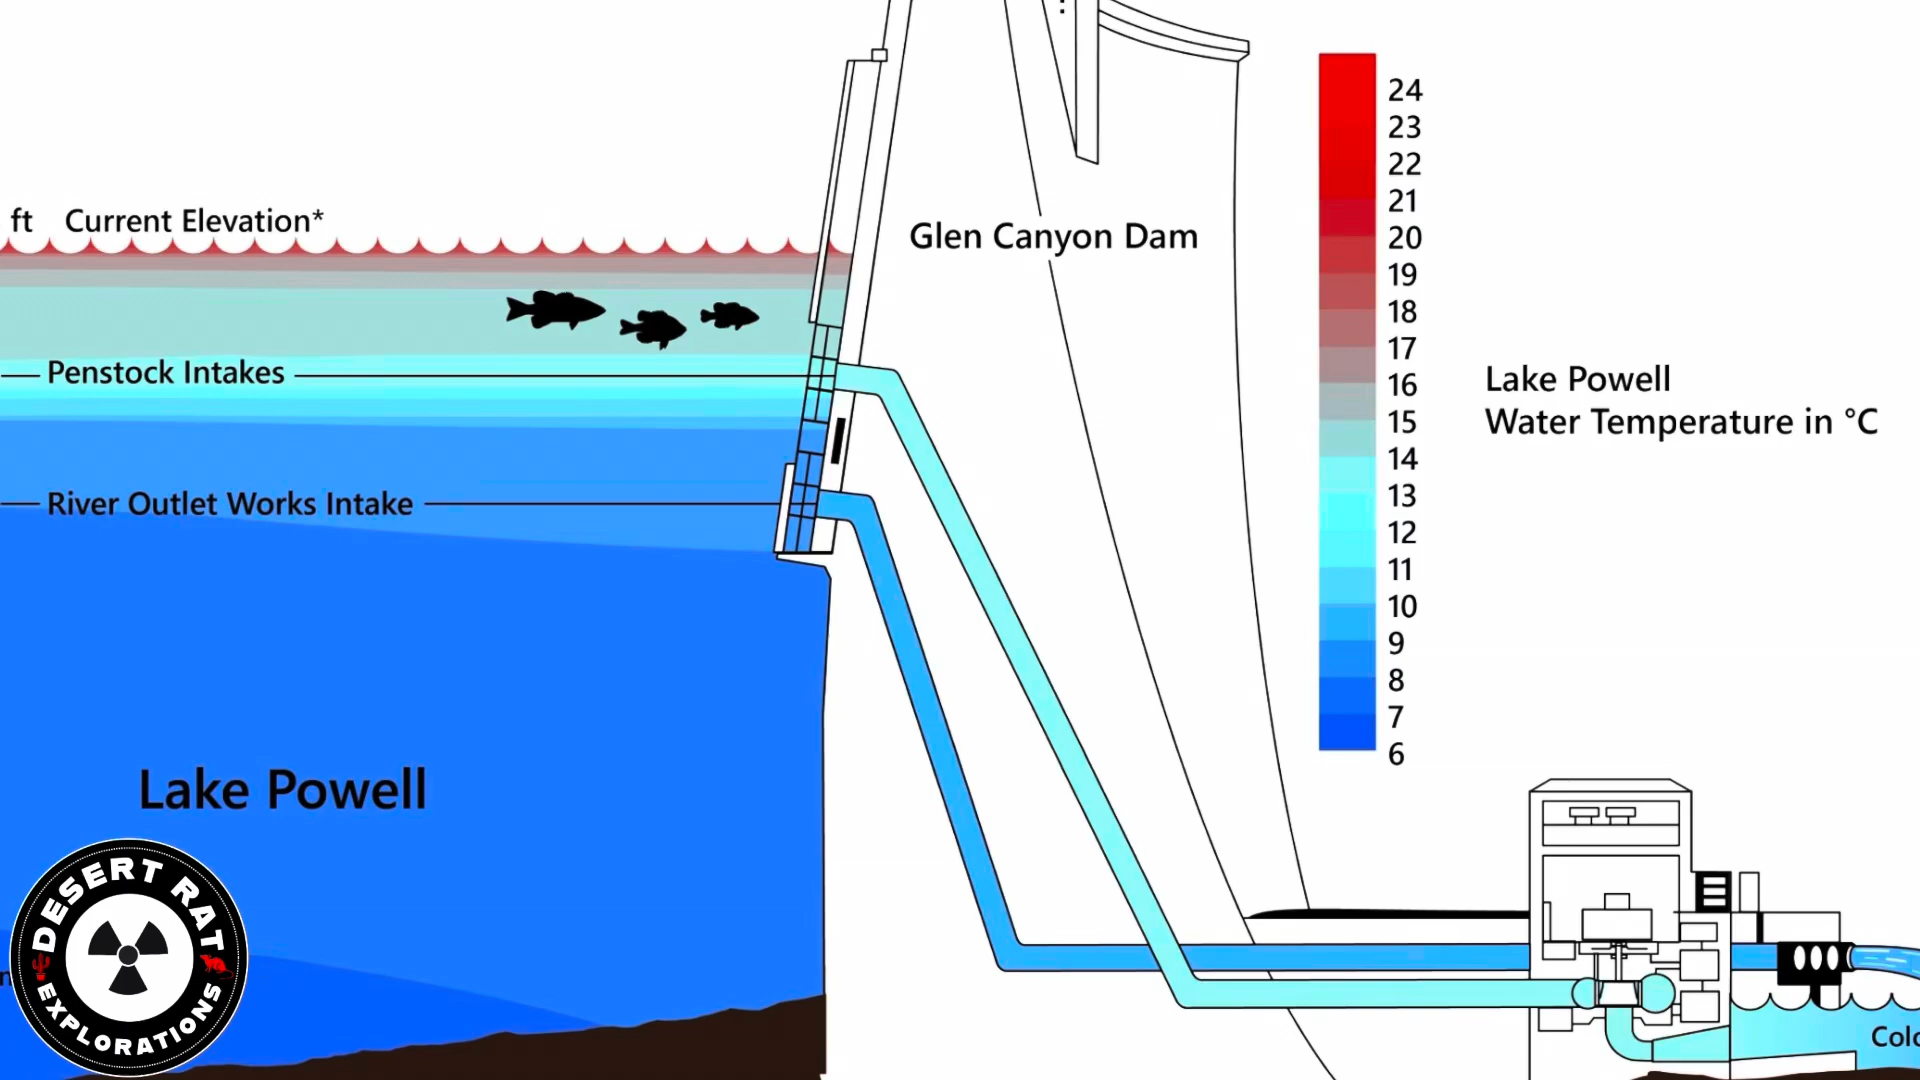 ft Current Elevation*
Glen Canyon Dam
Penstock Intakes
River Outlet Works Intake
Lake Powell
24
23
22
21
20
19
18
17
16
15
14
13
12
11
10
9
8
7
6
Lake Powell
Water Temperature in °C
DESERT RAT
EXPLORATIONS